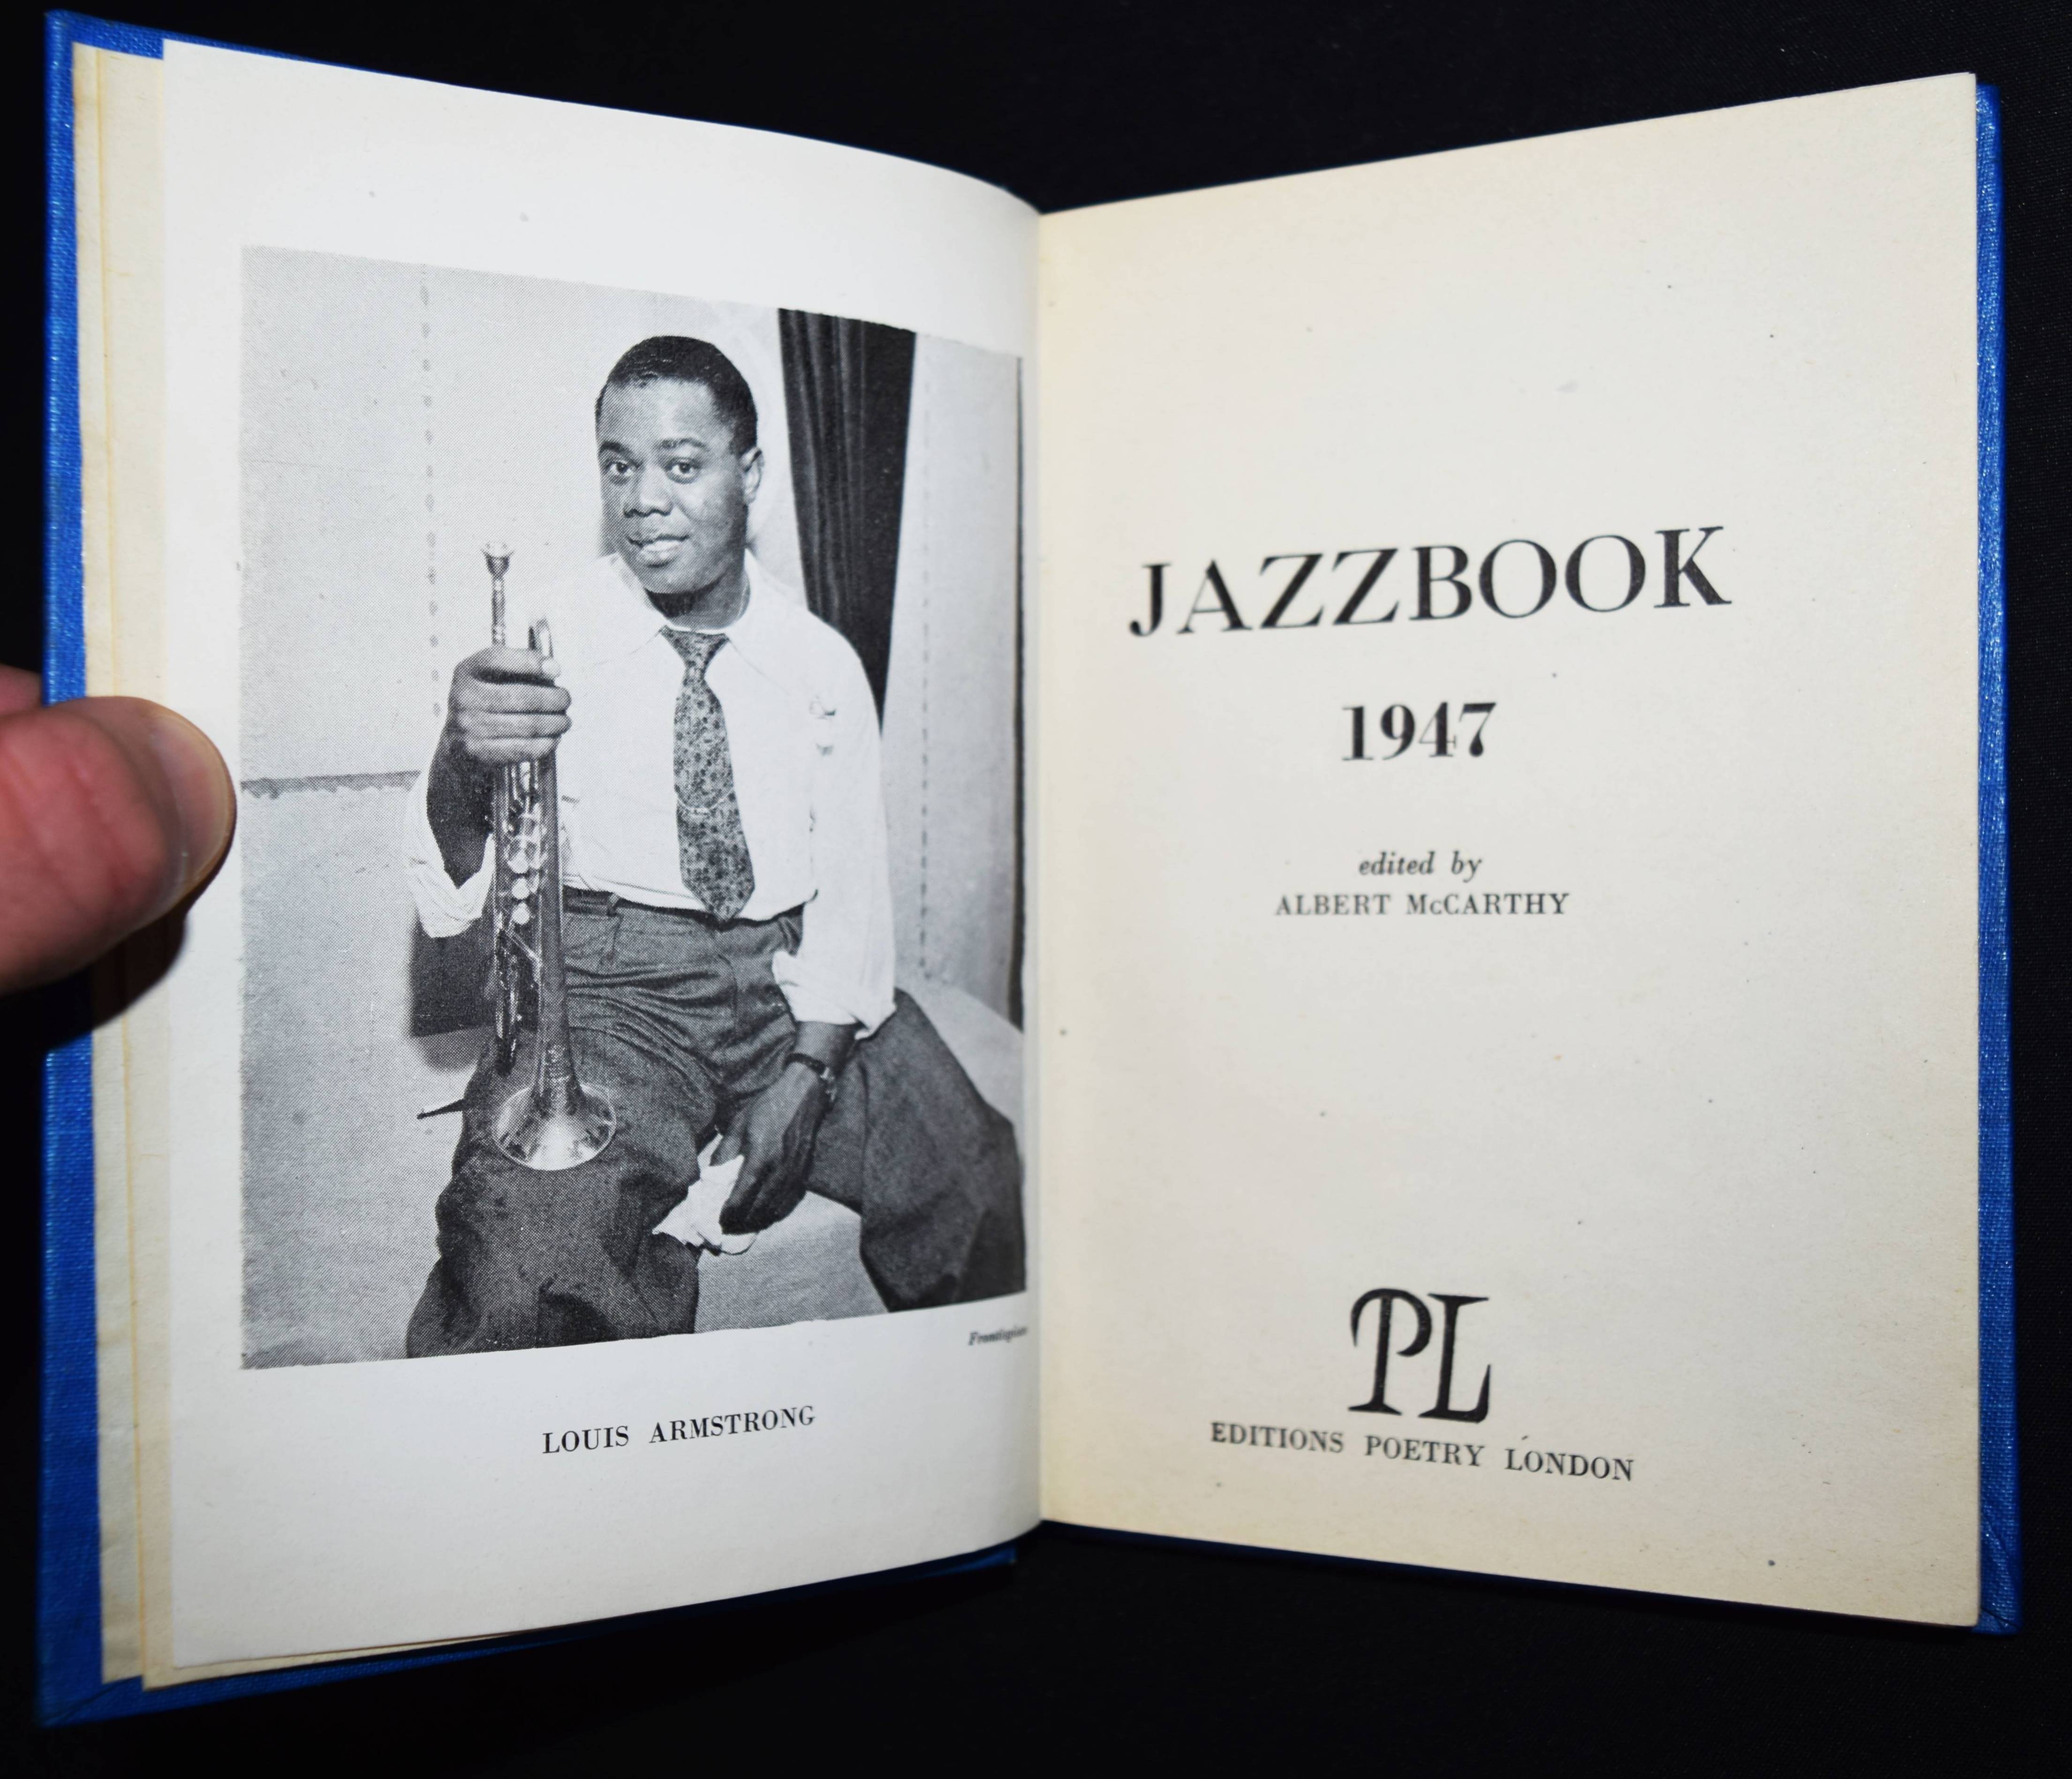 Frontispiece
LOUIS ARMSTRONG
JAZZBOOK
1947
edited by
ALBERT McCARTHY
PL
EDITIONS POETRY LONDON